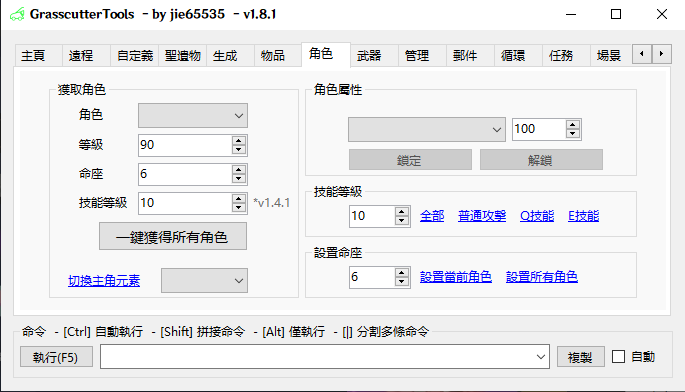 GrasscutterTools - by jie65535 - v1.8.1
主頁 遠程 自定義 聖遺物 生成 物品 角色 武器 管理 郵件 循環 任務 場景
獲取角色
角色
等級 90
命座 6
技能等級 10 *v1.4.1
一鍵獲得所有角色
切換主角元素
角色屬性
100
鎖定 解鎖
技能等級
10 全部 普通攻擊 Q技能 E技能
設置命座
6 設置當前角色 設置所有角色
命令 - [Ctrl] 自動執行 - [Shift] 拼接命令 - [Alt] 僅執行 - [|] 分割多條命令
執行(F5) 複製 自動